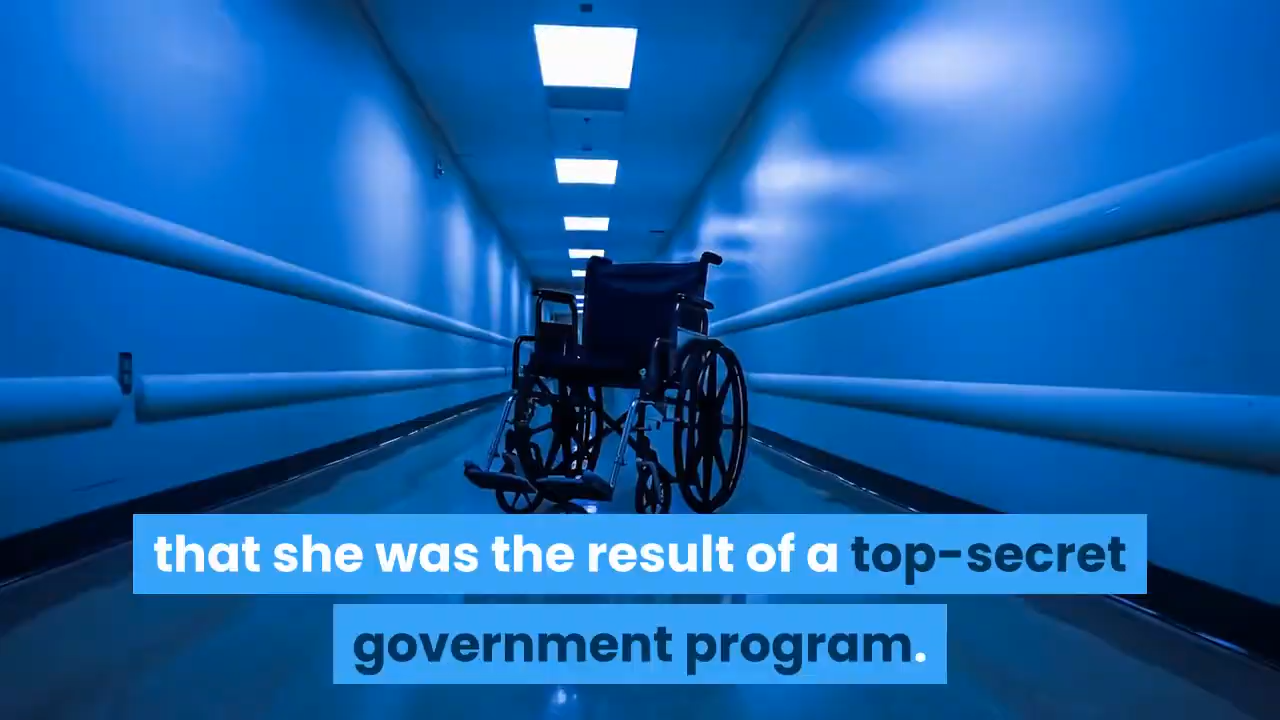 that she was the result of a top-secret
government program.